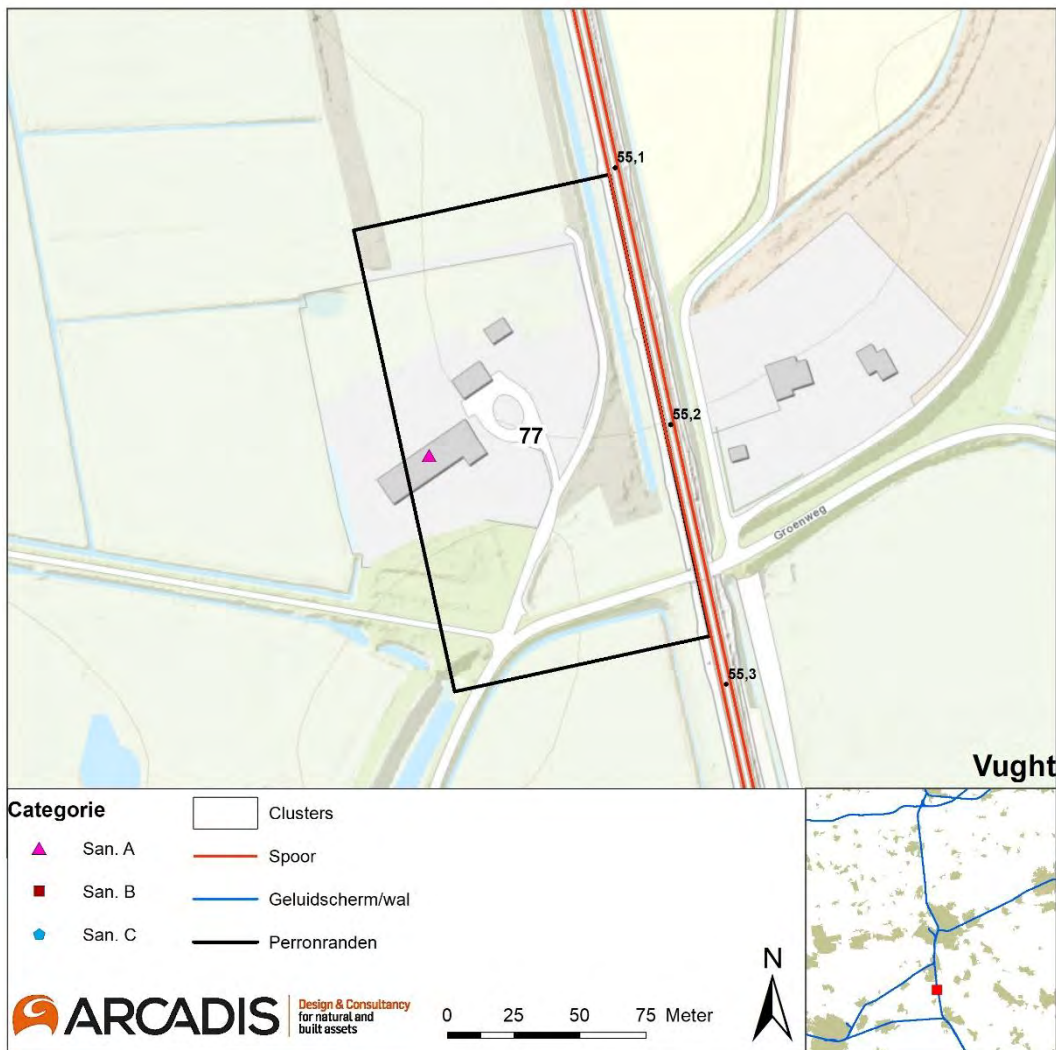 55,1
55,2
77
Groenweg
55,3
Vught
Categorie
San. A
San. B
San. C
Clusters
Spoor
Geluidscherm/wal
Perronranden
ARCADIS
Design & Consultancy
for natural and
built assets
0 25 50 75 Meter
N